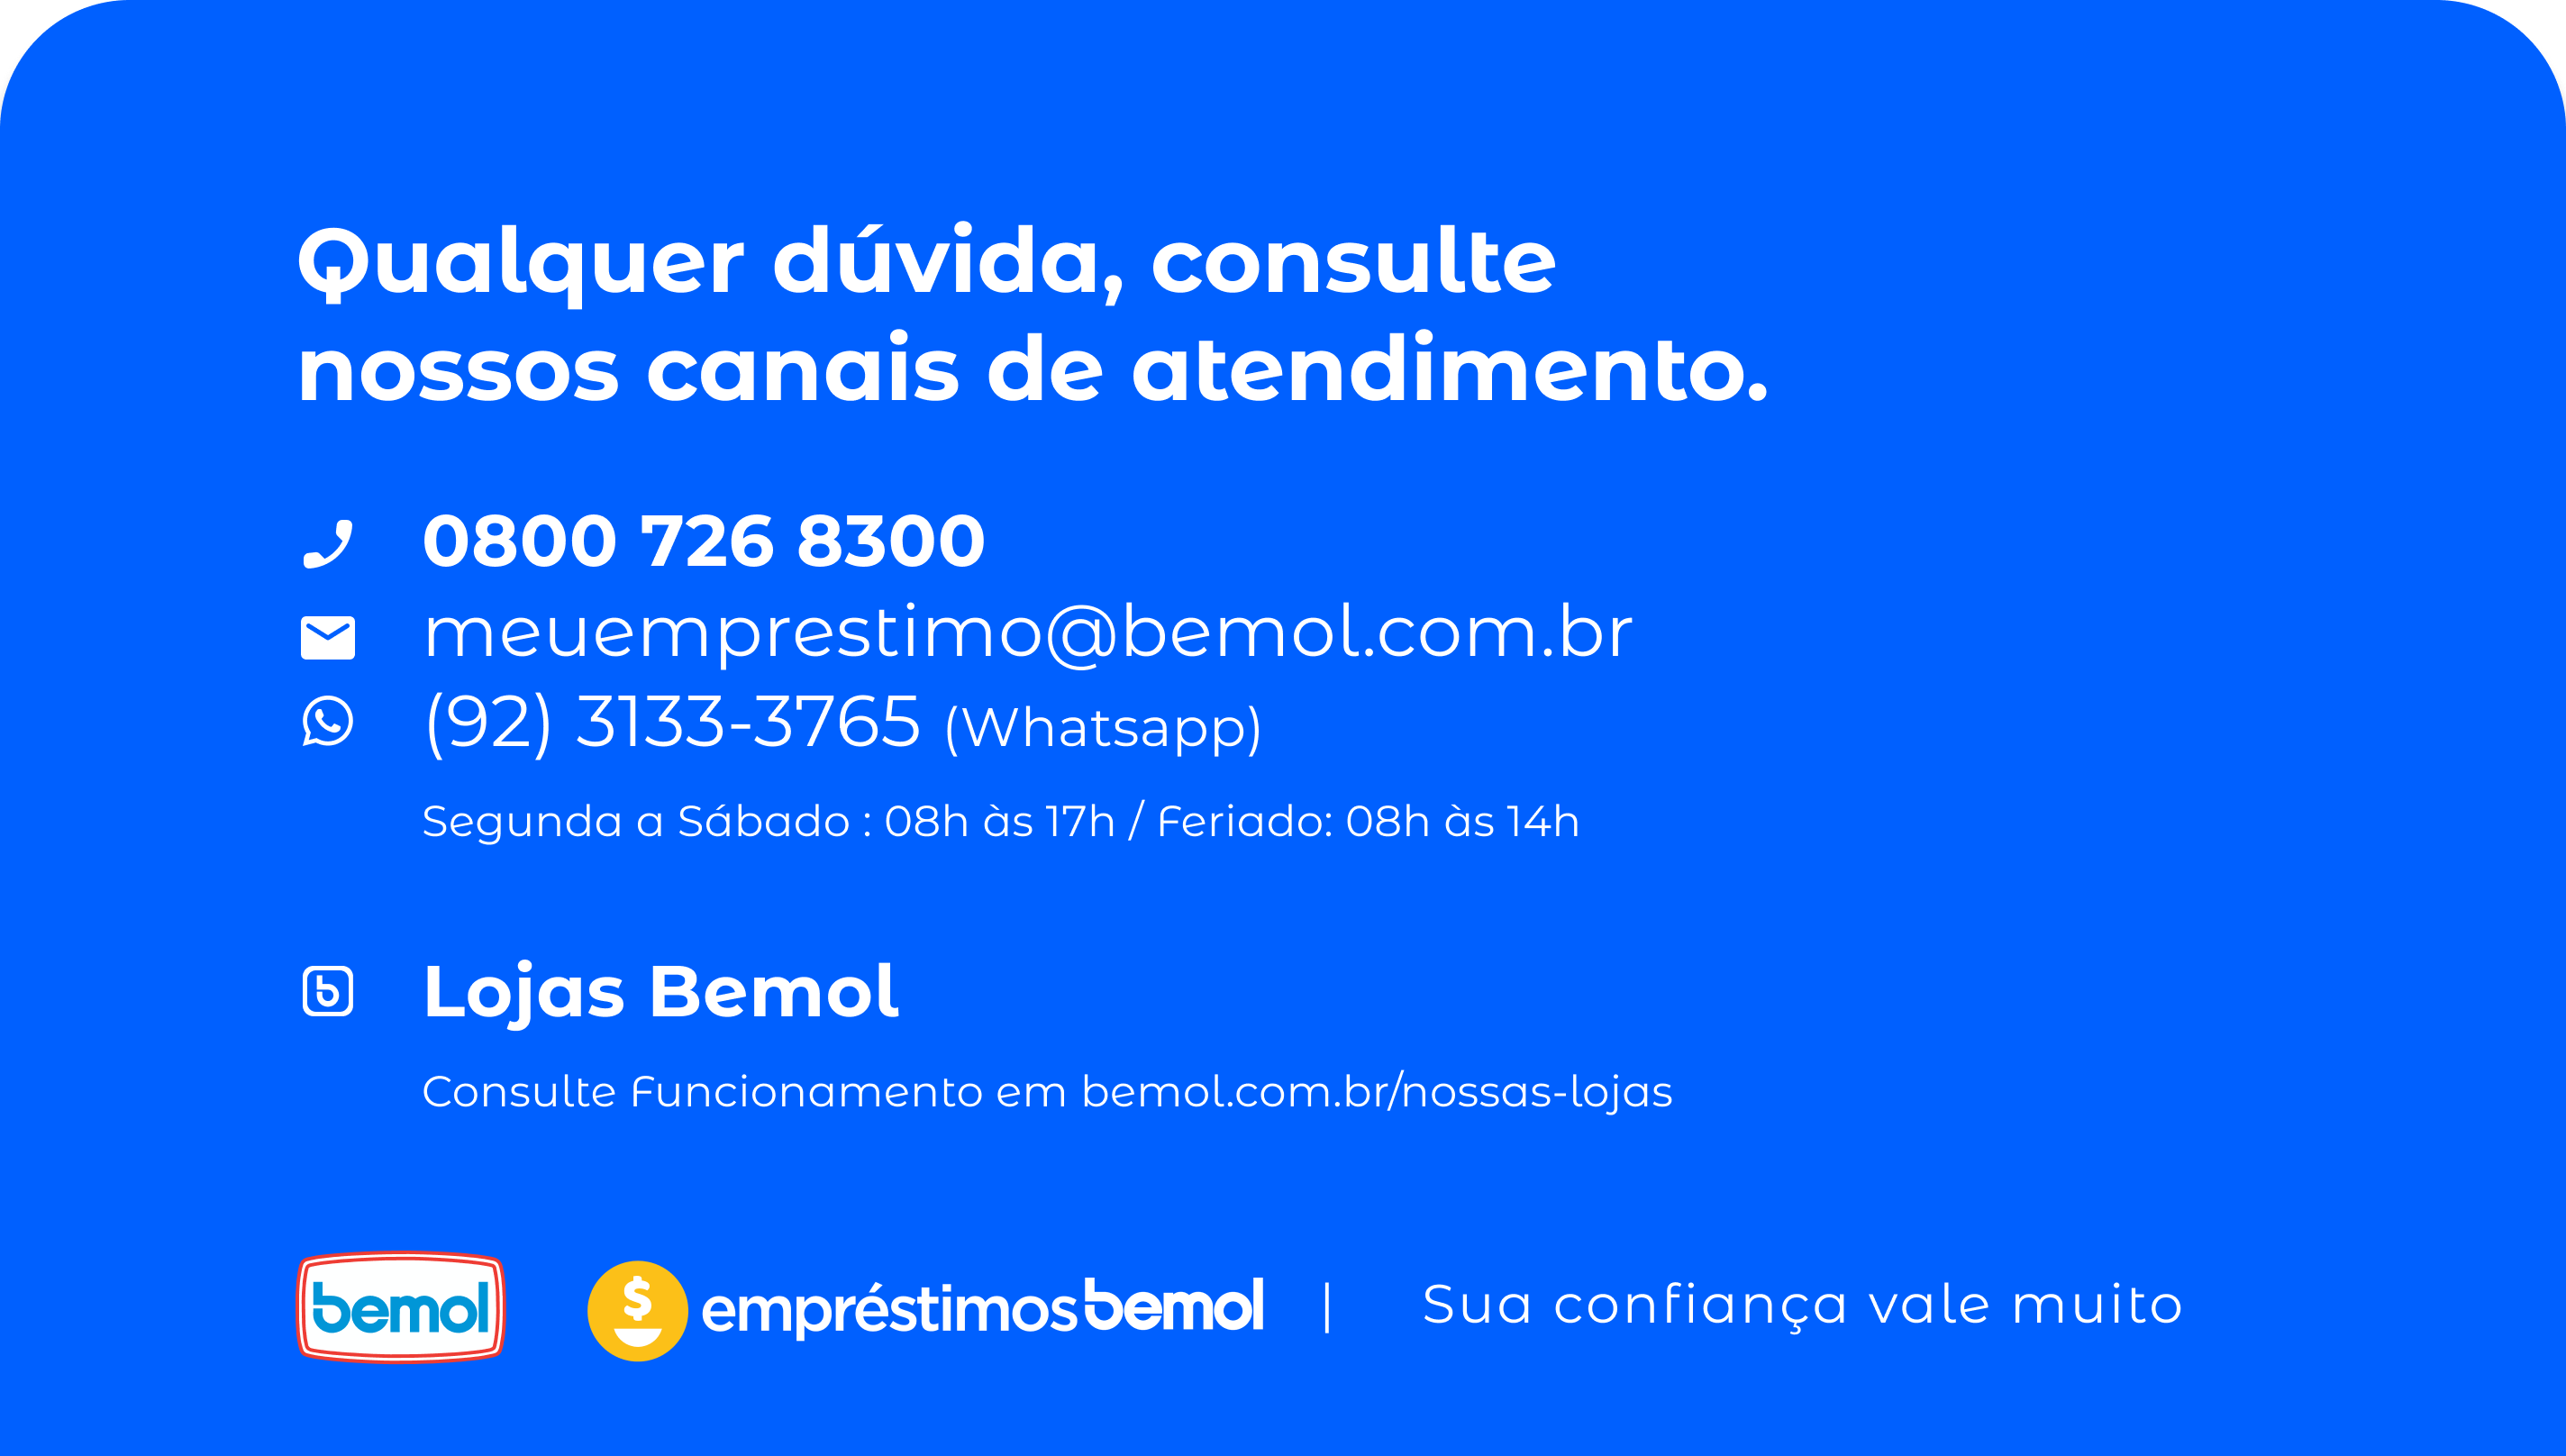 Qualquer dúvida, consulte
nossos canais de atendimento.
0800 726 8300
meuemprestimo@bemol.com.br
(92) 3133-3765 (Whatsapp)
Segunda a Sábado : 08h às 17h / Feriado: 08h às 14h
Lojas Bemol
Consulte Funcionamento em bemol.com.br/nossas-lojas
bemol $ empréstimos bemol | Sua confiança vale muito